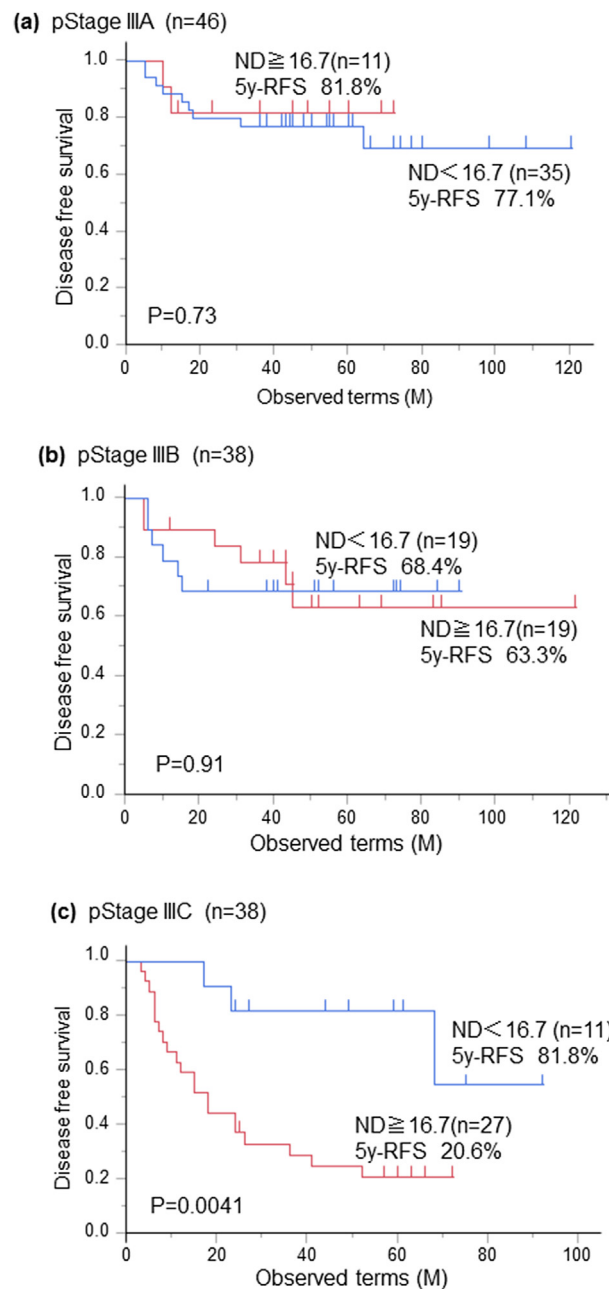 (a) pStage IIIA (n=46)
ND≧16.7(n=11)
5y-RFS 81.8%
ND<16.7 (n=35)
5y-RFS 77.1%
P=0.73
Disease free survival
1.0
0.8
0.6
0.4
0.2
0.0
0 20 40 60 80 100 120
Observed terms (M)
(b) pStage IIIB (n=38)
ND<16.7 (n=19)
5y-RFS 68.4%
ND≧16.7(n=19)
5y-RFS 63.3%
P=0.91
Disease free survival
1.0
0.8
0.6
0.4
0.2
0.0
0 20 40 60 80 100 120
Observed terms (M)
(c) pStage IIIC (n=38)
ND<16.7 (n=11)
5y-RFS 81.8%
ND≧16.7(n=27)
5y-RFS 20.6%
P=0.0041
Disease free survival
1.0
0.8
0.6
0.4
0.2
0.0
0 20 40 60 80 100
Observed terms (M)